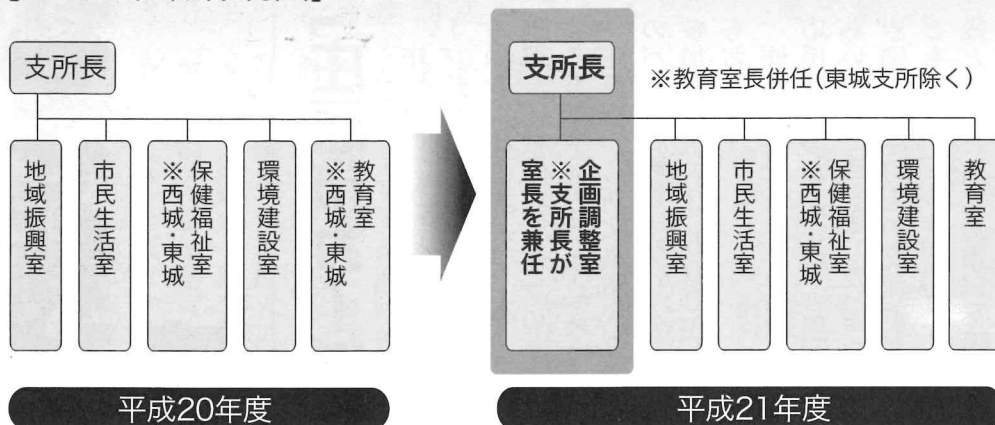 支所長
地域振興室
市民生活室
保健福祉室
※西城・東城
環境建設室
教育室
※西城・東城
平成20年度
支所長
※教育室長併任(東城支所除く)
企画調整室
※支所長が
室長を兼任
地域振興室
市民生活室
保健福祉室
※西城・東城
環境建設室
教育室
平成21年度